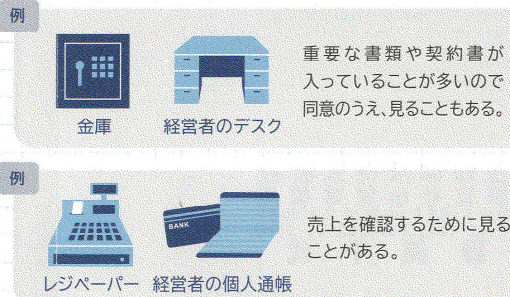 例
金庫
経営者のデスク
重要な書類や契約書が
入っていることが多いので
同意のうえ、見ることもある。
例
BANK
レジペーパー
経営者の個人通帳
売上を確認するために見る
ことがある。